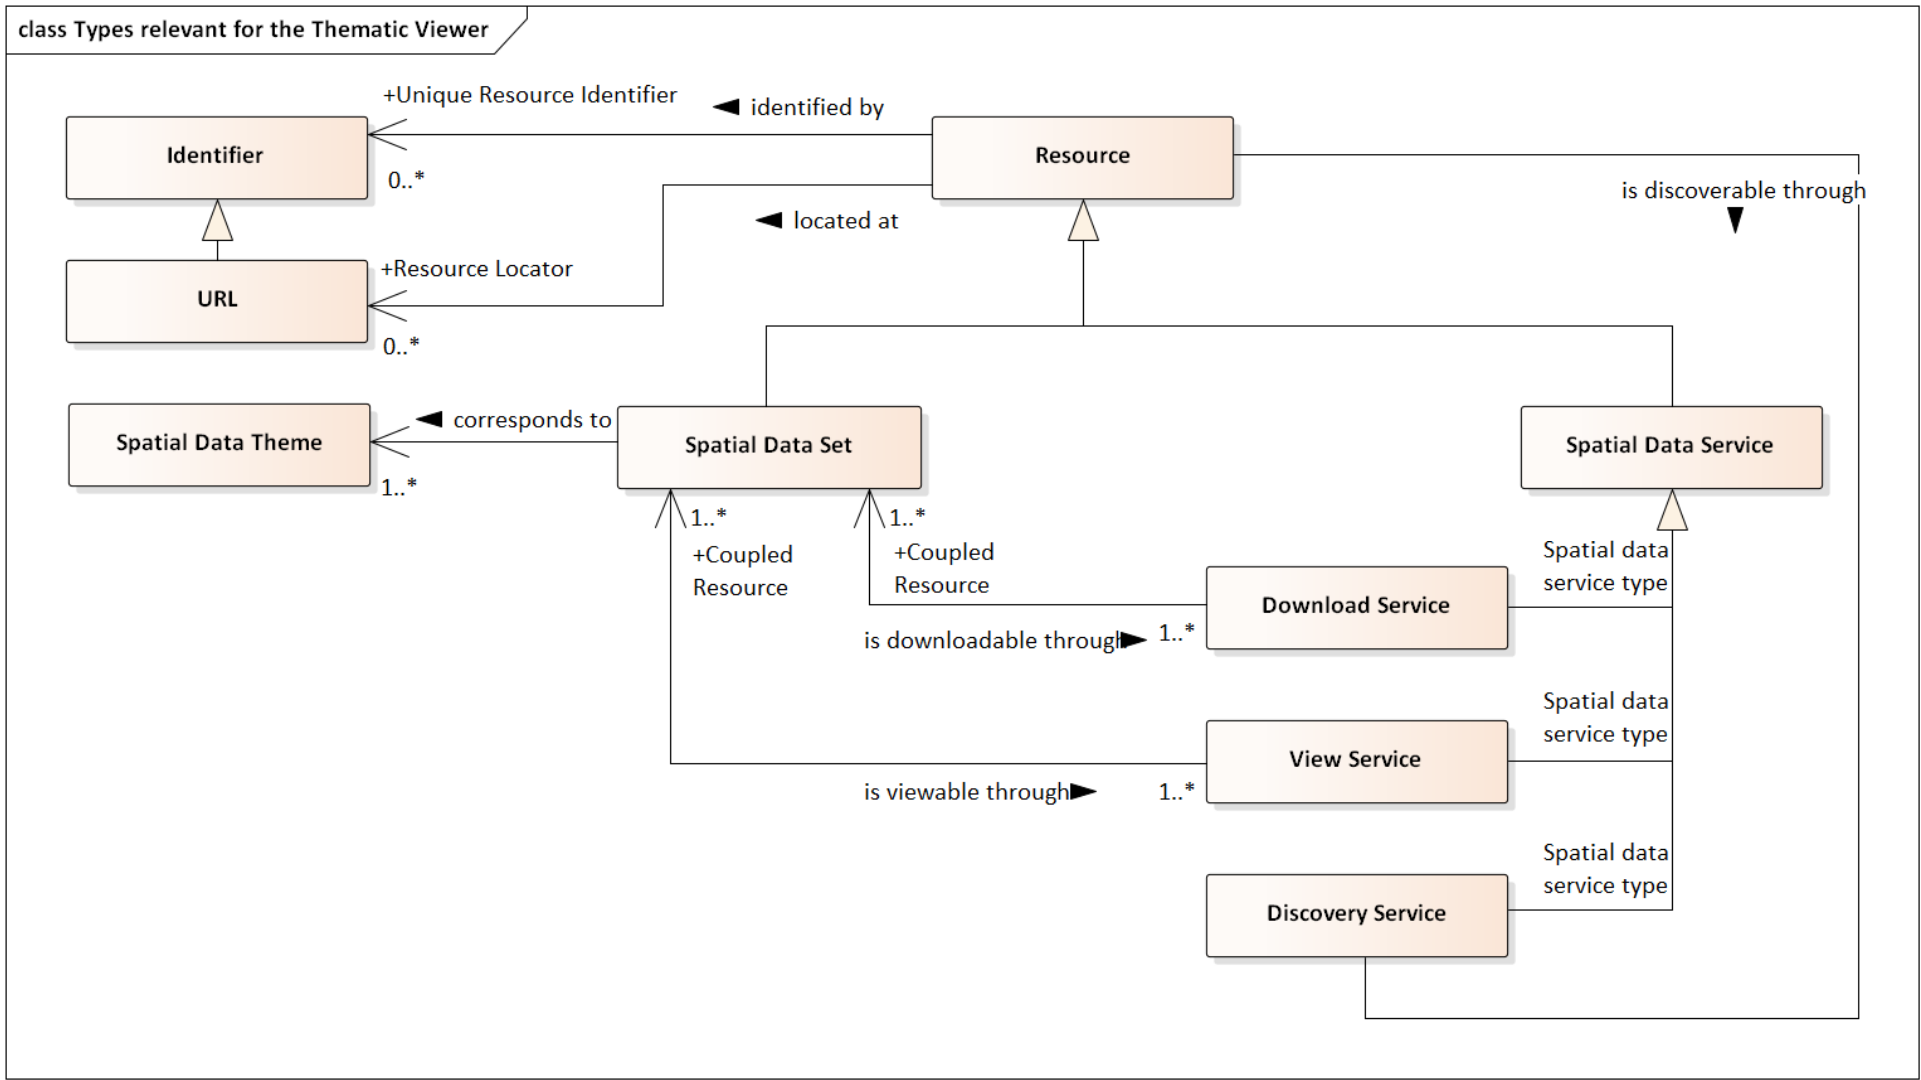 class Types relevant for the Thematic Viewer
+Unique Resource Identifier
identified by
Identifier
Resource
0..*
is discoverable through
located at
+Resource Locator
URL
0..*
corresponds to
Spatial Data Theme
Spatial Data Set
Spatial Data Service
1..*
1..*
1..*
+Coupled
Resource
+Coupled
Resource
Spatial data
service type
Download Service
is downloadable through
1..*
Spatial data
service type
View Service
is viewable through
1..*
Spatial data
service type
Discovery Service